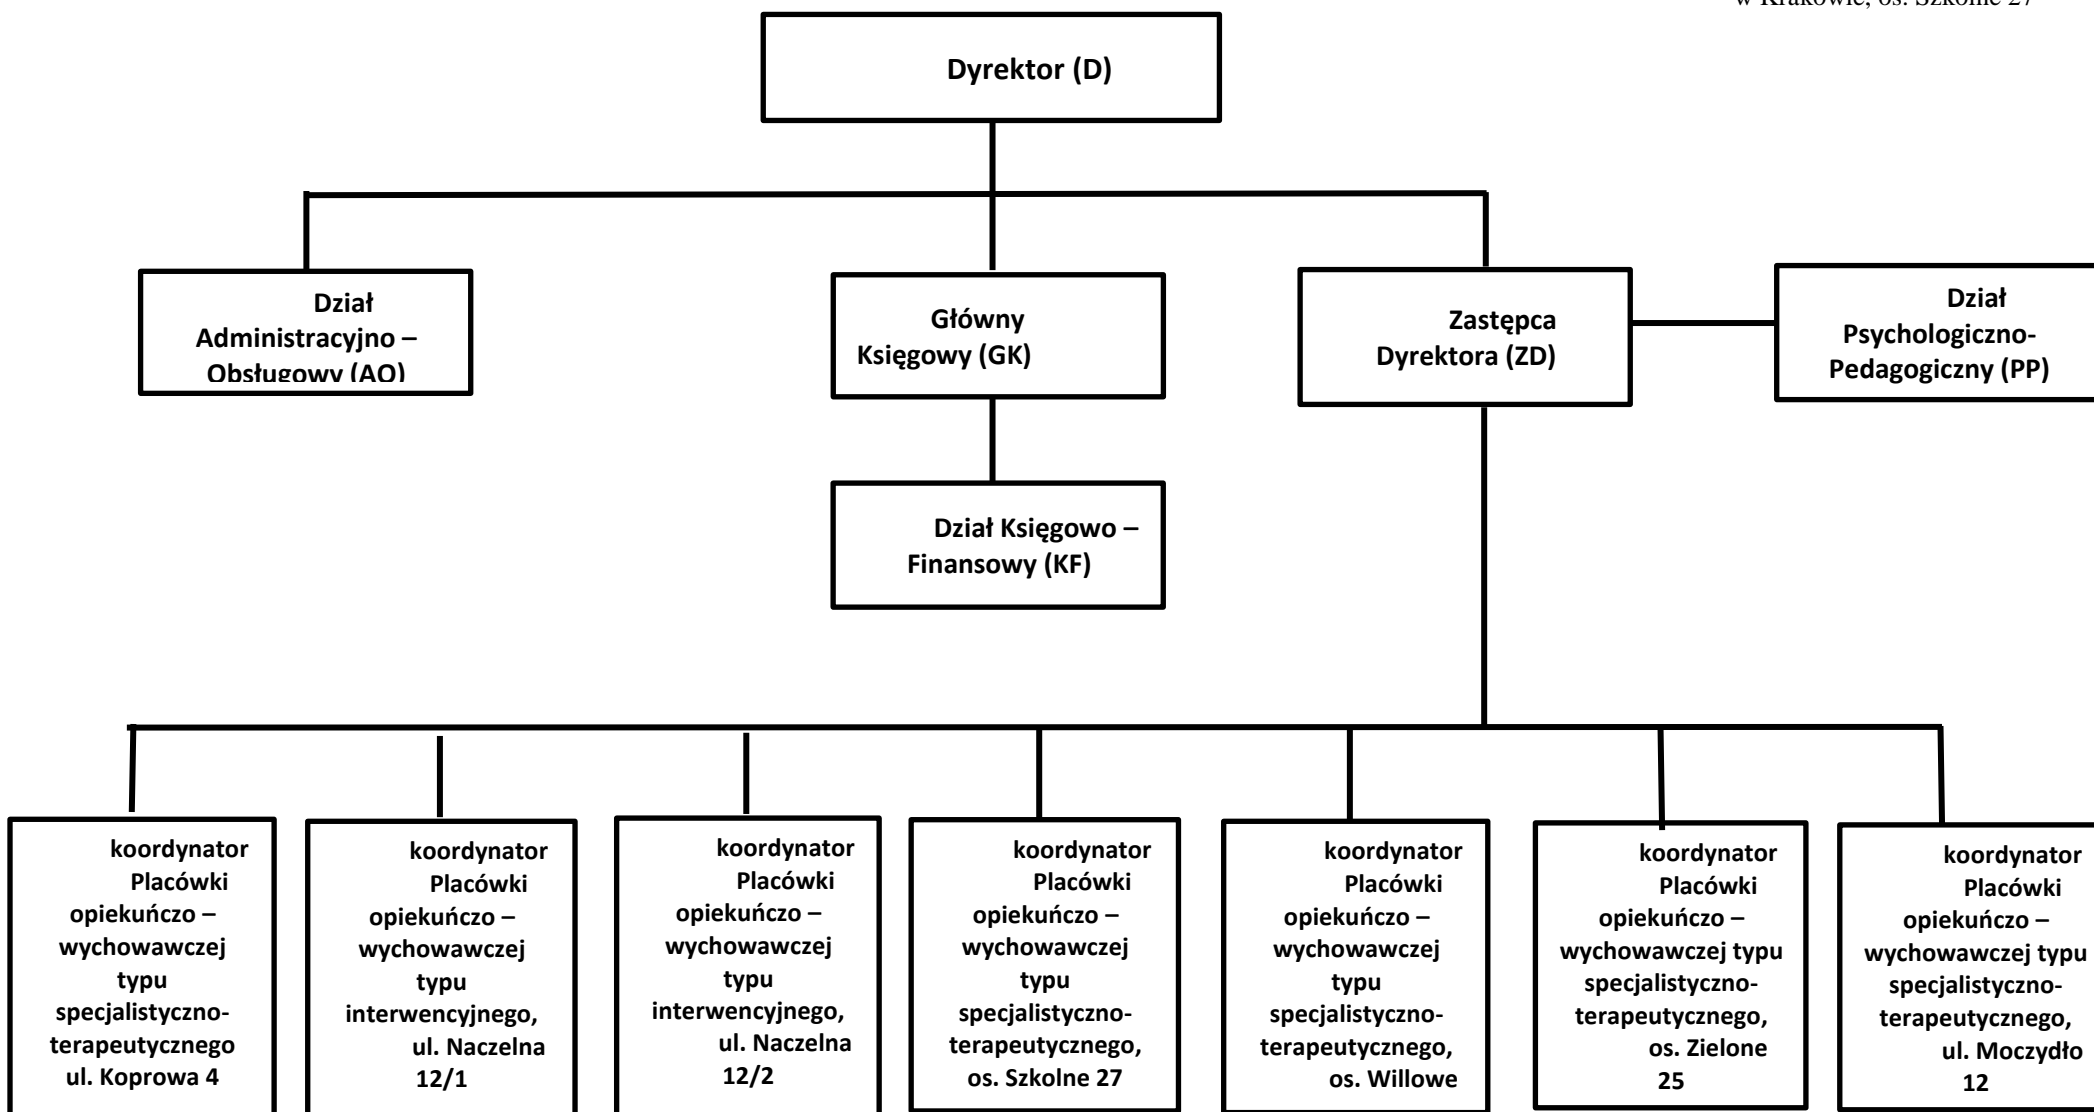 w Krakowie, os. Szkolne 27
Dyrektor (D)
Dział
Administracyjno –
Obsługowy (AO)
Główny
Księgowy (GK)
Zastępca
Dyrektora (ZD)
Dział
Psychologiczno-
Pedagogiczny (PP)
Dział Księgowo –
Finansowy (KF)
koordynator
Placówki
opiekuńczo –
wychowawczej
typu
specjalistyczno-
terapeutycznego
ul. Koprowa 4
koordynator
Placówki
opiekuńczo –
wychowawczej
typu
interwencyjnego,
ul. Naczelna
12/1
koordynator
Placówki
opiekuńczo –
wychowawczej
typu
interwencyjnego,
ul. Naczelna
12/2
koordynator
Placówki
opiekuńczo –
wychowawczej
typu
specjalistyczno-
terapeutycznego,
os. Szkolne 27
koordynator
Placówki
opiekuńczo –
wychowawczej
typu
specjalistyczno-
terapeutycznego,
os. Willowe
koordynator
Placówki
opiekuńczo –
wychowawczej typu
specjalistyczno-
terapeutycznego,
os. Zielone
25
koordynator
Placówki
opiekuńczo –
wychowawczej typu
specjalistyczno-
terapeutycznego,
ul. Moczydło
12